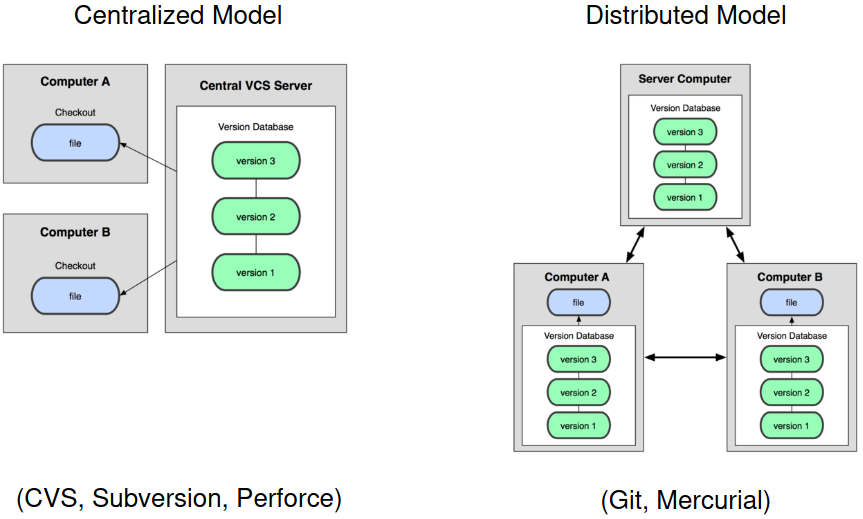 Centralized Model
Computer A
Checkout
file
Computer B
Checkout
file
Central VCS Server
Version Database
version 3
version 2
version 1
(CVS, Subversion, Perforce)
Distributed Model
Server Computer
Version Database
version 3
version 2
version 1
Computer A
file
Version Database
version 3
version 2
version 1
Computer B
file
Version Database
version 3
version 2
version 1
(Git, Mercurial)